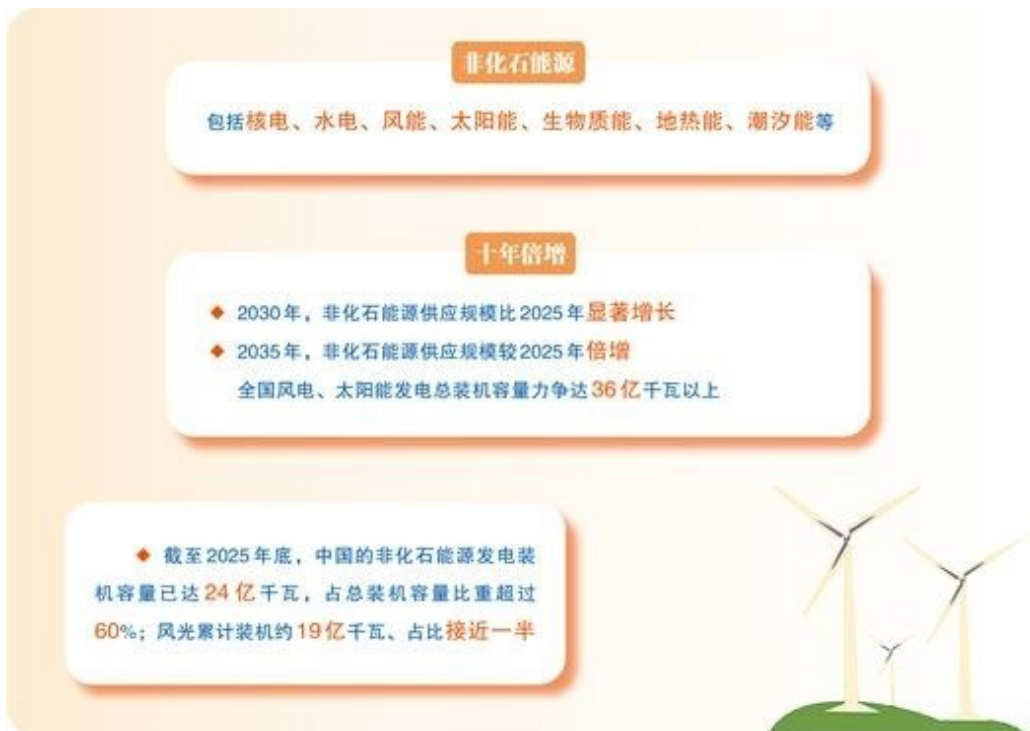 非化石能源
包括核电、水电、风能、太阳能、生物质能、地热能、潮汐能等
十年倍增
◆ 2030年，非化石能源供应规模比2025年显著增长
◆ 2035年，非化石能源供应规模较2025年倍增
全国风电、太阳能发电总装机容量力争达36亿千瓦以上
◆ 截至2025年底，中国的非化石能源发电装
机容量已达24亿千瓦，占总装机容量比重超过
60%；风光累计装机约19亿千瓦、占比接近一半